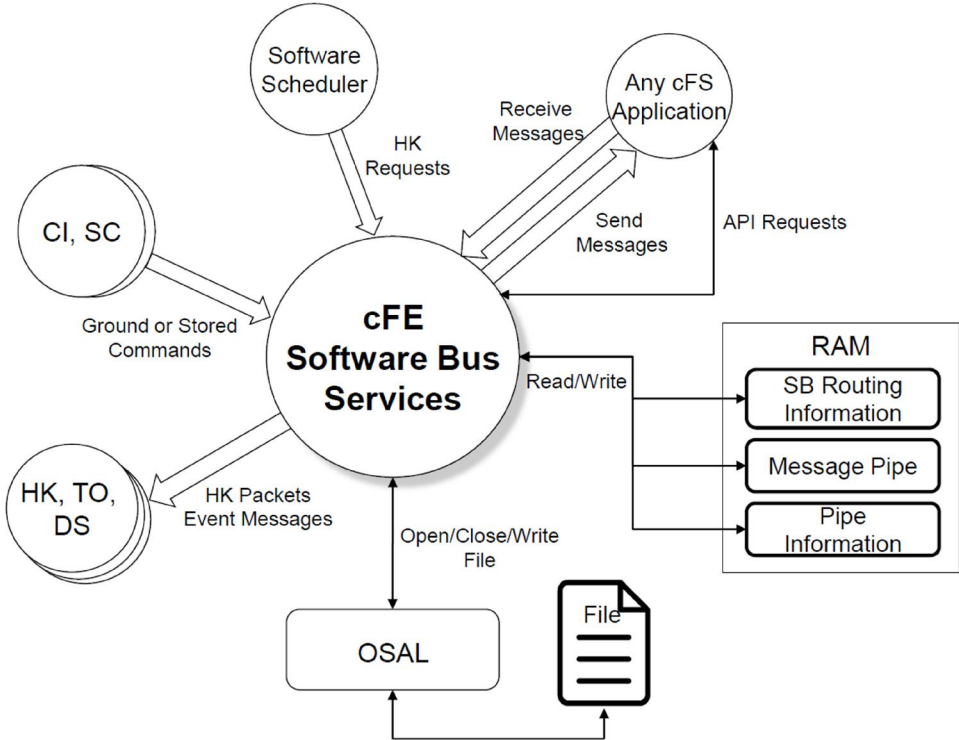 Software
Scheduler
Any cFS
Application
Receive
Messages
HK
Requests
Send
Messages
API Requests
CI, SC
Ground or Stored
Commands
cFE
Software Bus
Services
Read/Write
RAM
SB Routing
Information
Message Pipe
Pipe
Information
HK, TO,
DS
HK Packets
Event Messages
Open/Close/Write
File
OSAL
File